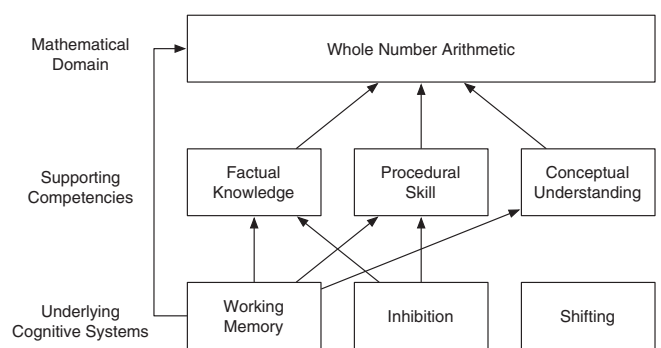 Mathematical
Domain
Whole Number Arithmetic
Supporting
Competencies
Factual
Knowledge
Procedural
Skill
Conceptual
Understanding
Underlying
Cognitive Systems
Working
Memory
Inhibition
Shifting